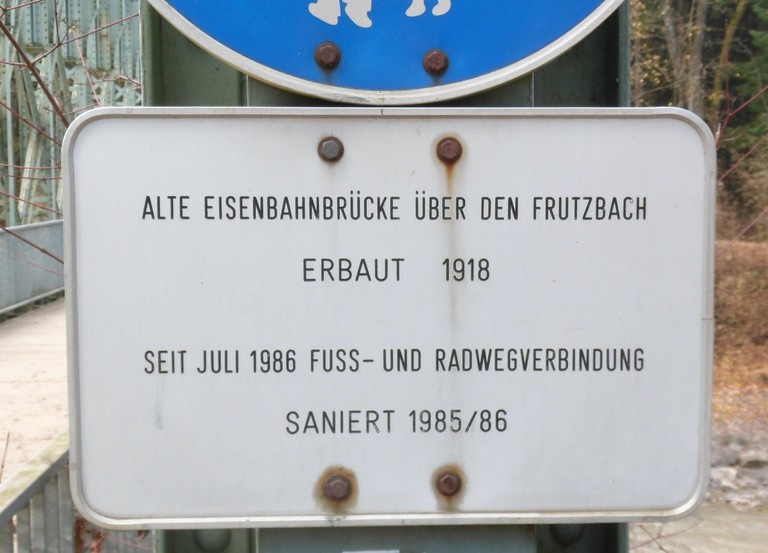 ALTE EISENBAHNBRÜCKE ÜBER DEN FRUTZBACH
ERBAUT 1918
SEIT JULI 1986 FUSS- UND RADWEGVERBINDUNG
SANIERT 1985/86